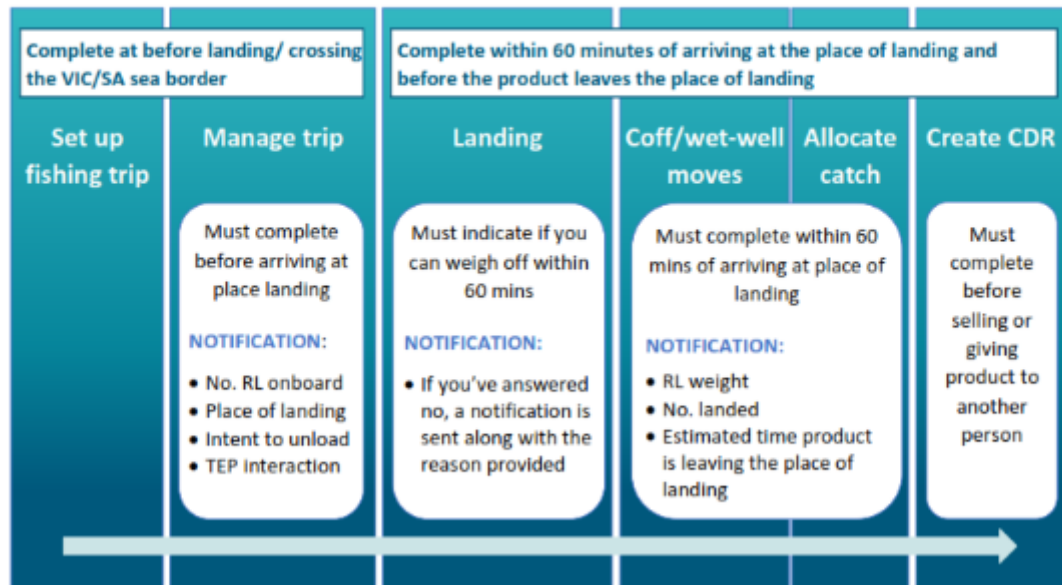 Complete at before landing/ crossing
the VIC/SA sea border
Complete within 60 minutes of arriving at the place of landing and
before the product leaves the place of landing
Set up
fishing trip
Manage trip
Landing
Coff/wet-well
moves
Allocate
catch
Create CDR
Must complete
before arriving at
place landing
NOTIFICATION:
• No. RL onboard
• Place of landing
• Intent to unload
• TEP interaction
Must indicate if you
can weigh off within
60 mins
NOTIFICATION:
• If you've answered
no, a notification is
sent along with the
reason provided
Must complete within 60
mins of arriving at place of
landing
NOTIFICATION:
• RL weight
• No. landed
• Estimated time product
is leaving the place of
landing
Must
complete
before
selling or
giving
product to
another
person